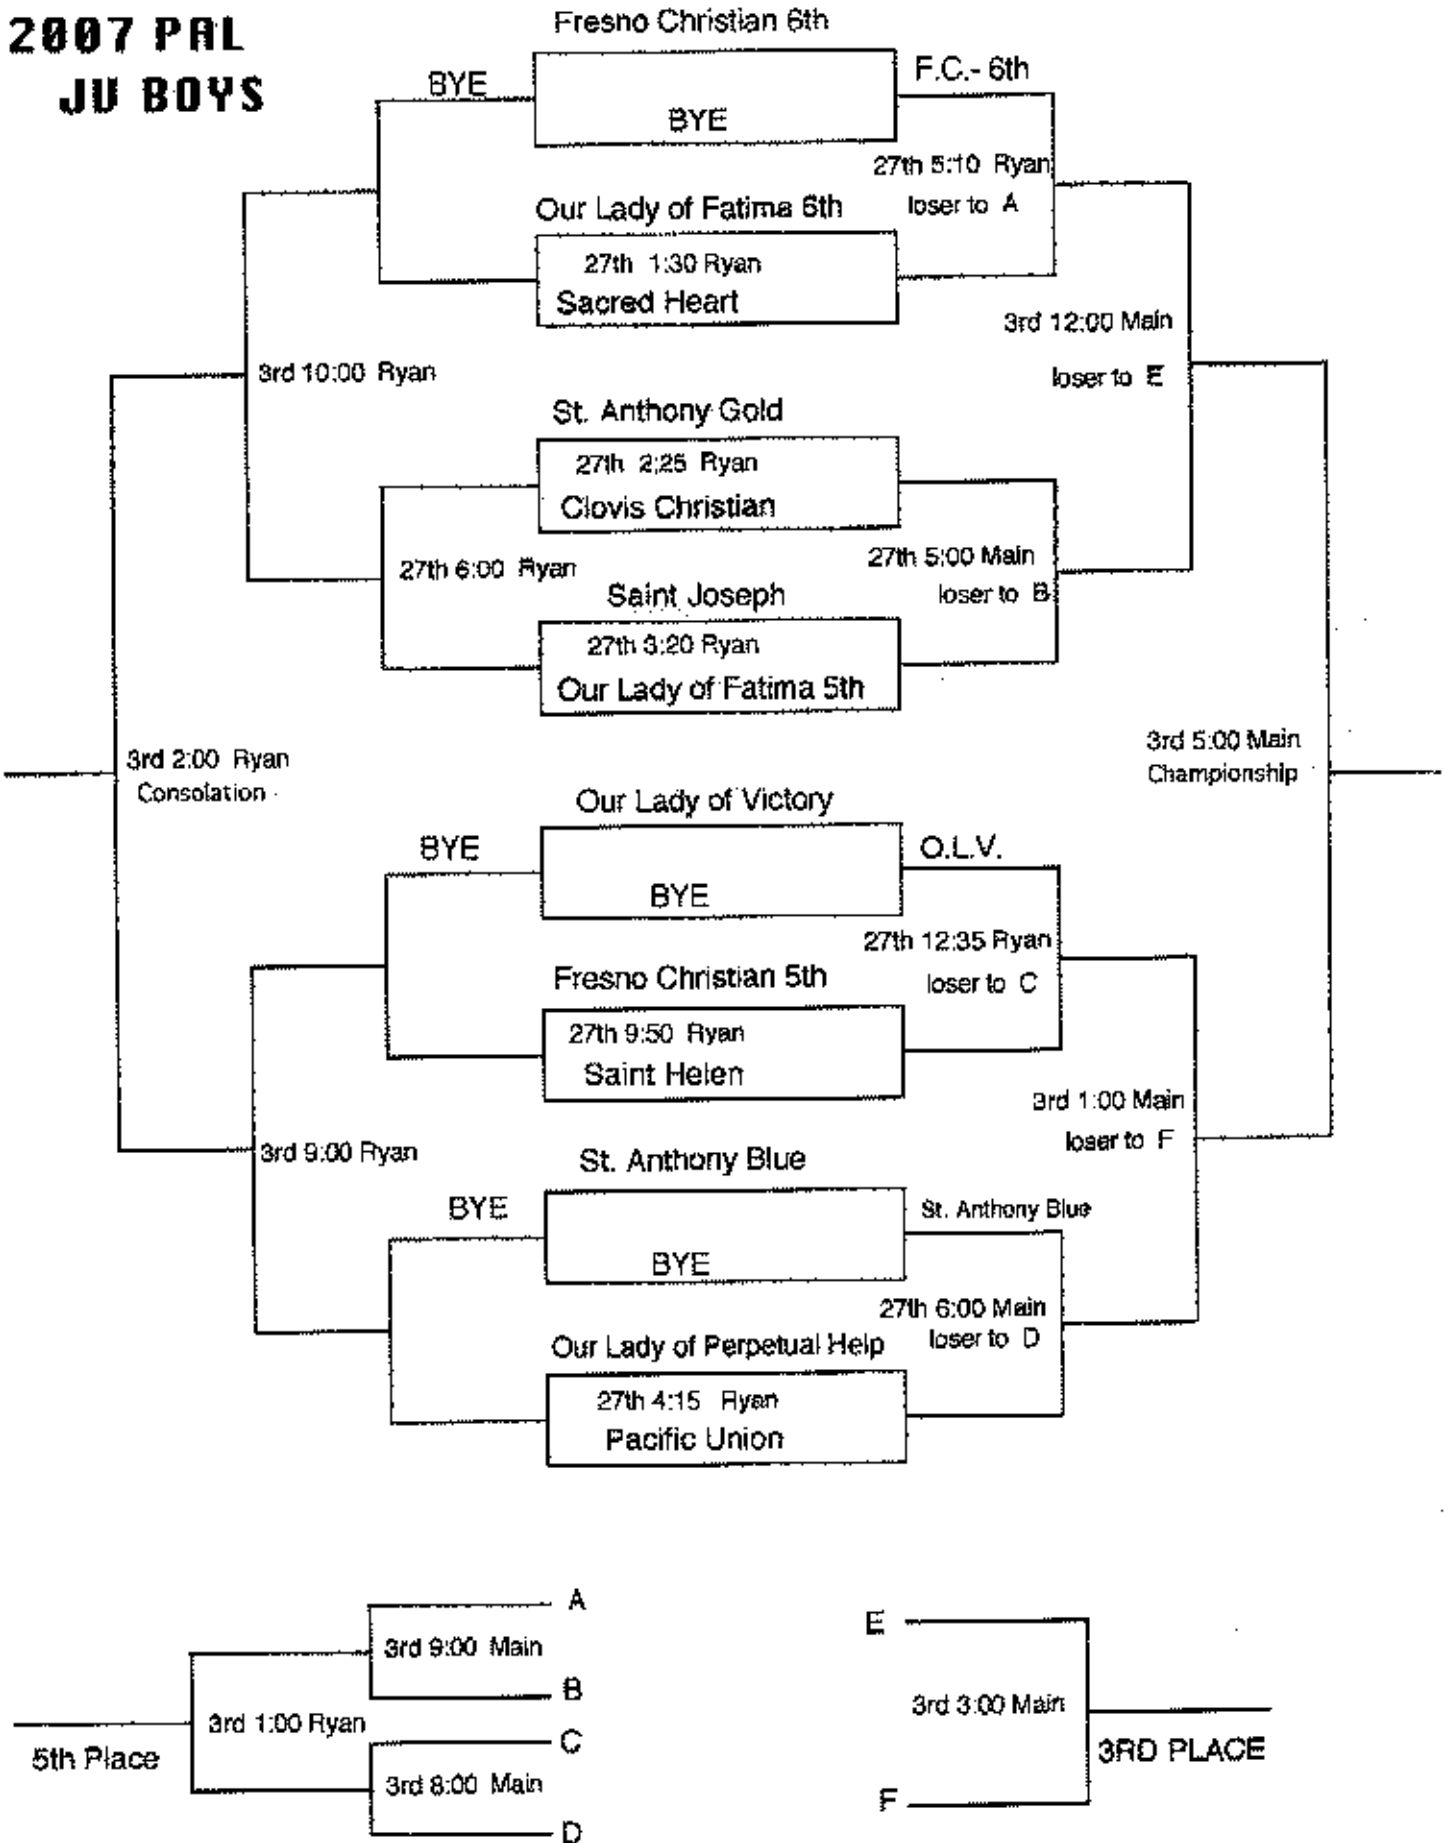 2007 PAL
JV BOYS
Fresno Christian 6th
BYE
BYE
F.C.- 6th
27th 5:10 Ryan
loser to A
Our Lady of Fatima 6th
27th 1:30 Ryan
Sacred Heart
3rd 12:00 Main
loser to E
3rd 10:00 Ryan
St. Anthony Gold
27th 2:25 Ryan
Clovis Christian
27th 6:00 Ryan
27th 5:00 Main
loser to B
Saint Joseph
27th 3:20 Ryan
Our Lady of Fatima 5th
3rd 2:00 Ryan
Consolation
3rd 5:00 Main
Championship
Our Lady of Victory
BYE
BYE
O.L.V.
27th 12:35 Ryan
loser to C
Fresno Christian 5th
27th 9:50 Ryan
Saint Helen
3rd 1:00 Main
loser to F
3rd 9:00 Ryan
St. Anthony Blue
BYE
BYE
St. Anthony Blue
27th 6:00 Main
loser to D
Our Lady of Perpetual Help
27th 4:15 Ryan
Pacific Union
A
3rd 9:00 Main
B
3rd 1:00 Ryan
5th Place
C
3rd 8:00 Main
D
E
3rd 3:00 Main
3RD PLACE
F